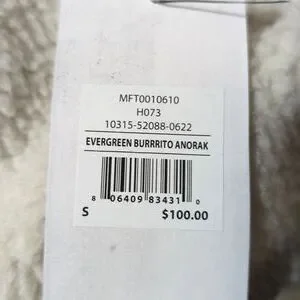 MFT0010610
H073
10315-52088-0622
EVERGREEN BURRRITO ANORAK
8 06409 83431 0
S $100.00